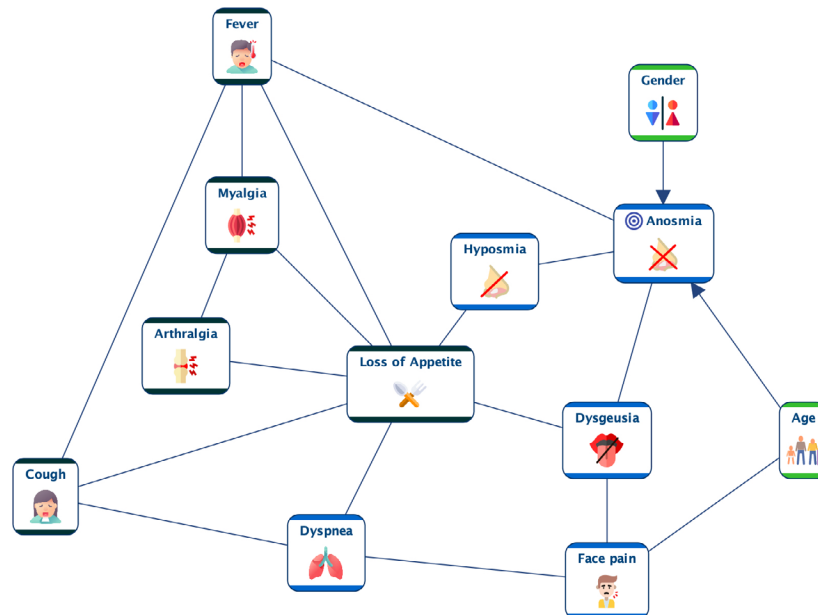 Fever
Gender
Myalgia
Anosmia
Hyposmia
Arthralgia
Loss of Appetite
Dysgeusia
Age
Cough
Dyspnea
Face pain